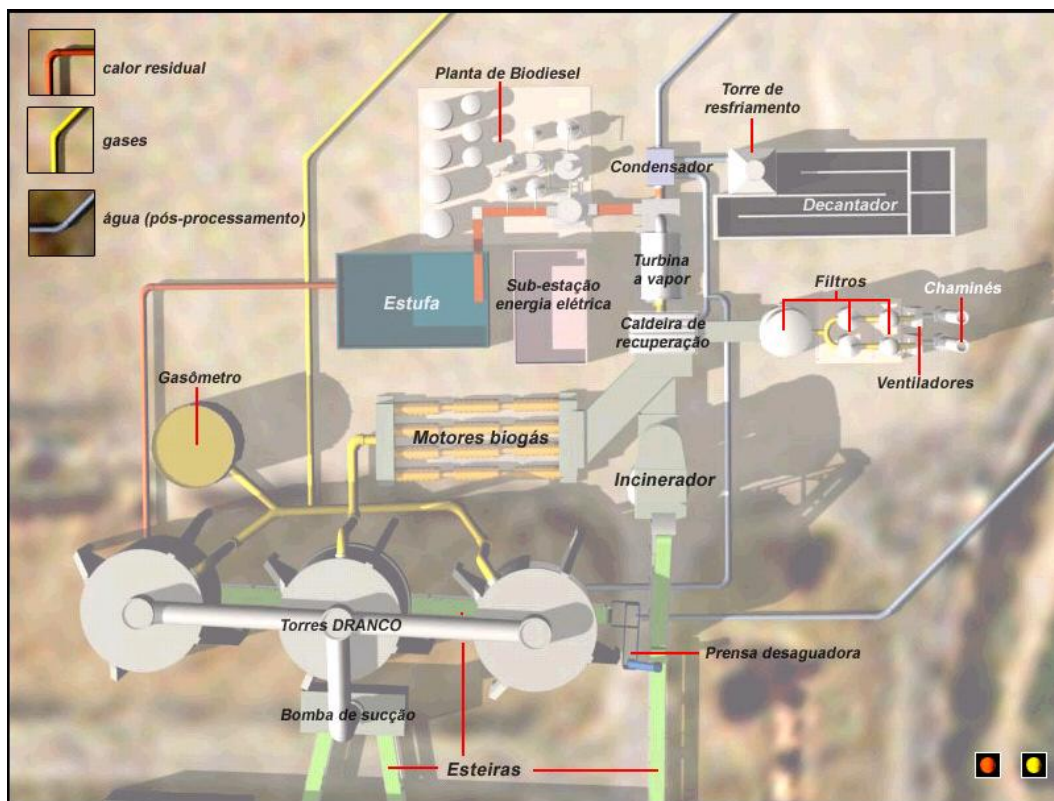 calor residual
gases
água (pós-processamento)
Planta de Biodiesel
Torre de
resfriamento
Condensador
Decantador
Turbina
a vapor
Estufa
Sub-estação
energia elétrica
Filtros
Chaminés
Caldeira de
recuperação
Ventiladores
Gasômetro
Motores biogás
Incinerador
Torres DRANCO
Prensa desaguadora
Bomba de sucção
Esteiras